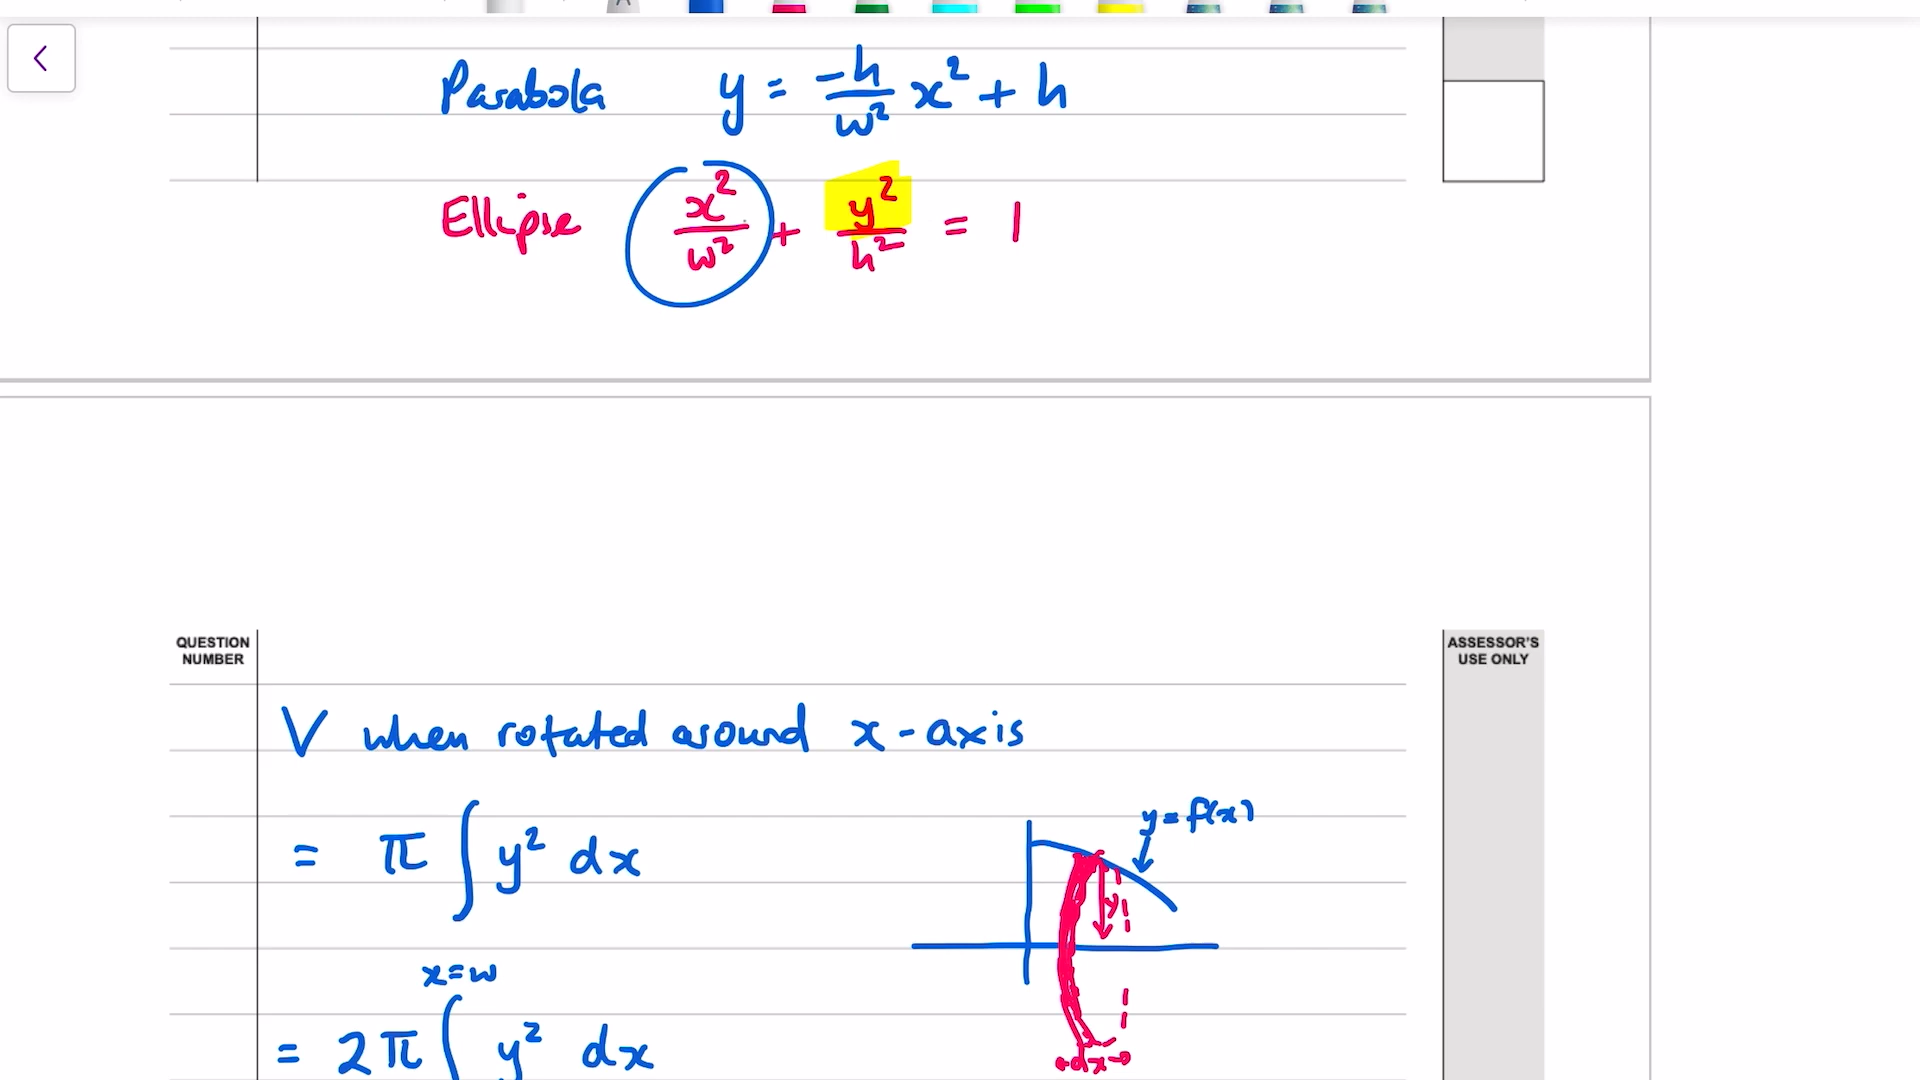 Parabola y = -h/w² x² + h
Ellipse x²/w² + y²/h² = 1
QUESTION NUMBER
ASSESSOR'S USE ONLY
V when rotated around x-axis
= π ∫ y² dx
y = f(x)
y
x=w
= 2π ∫ y² dx
dx